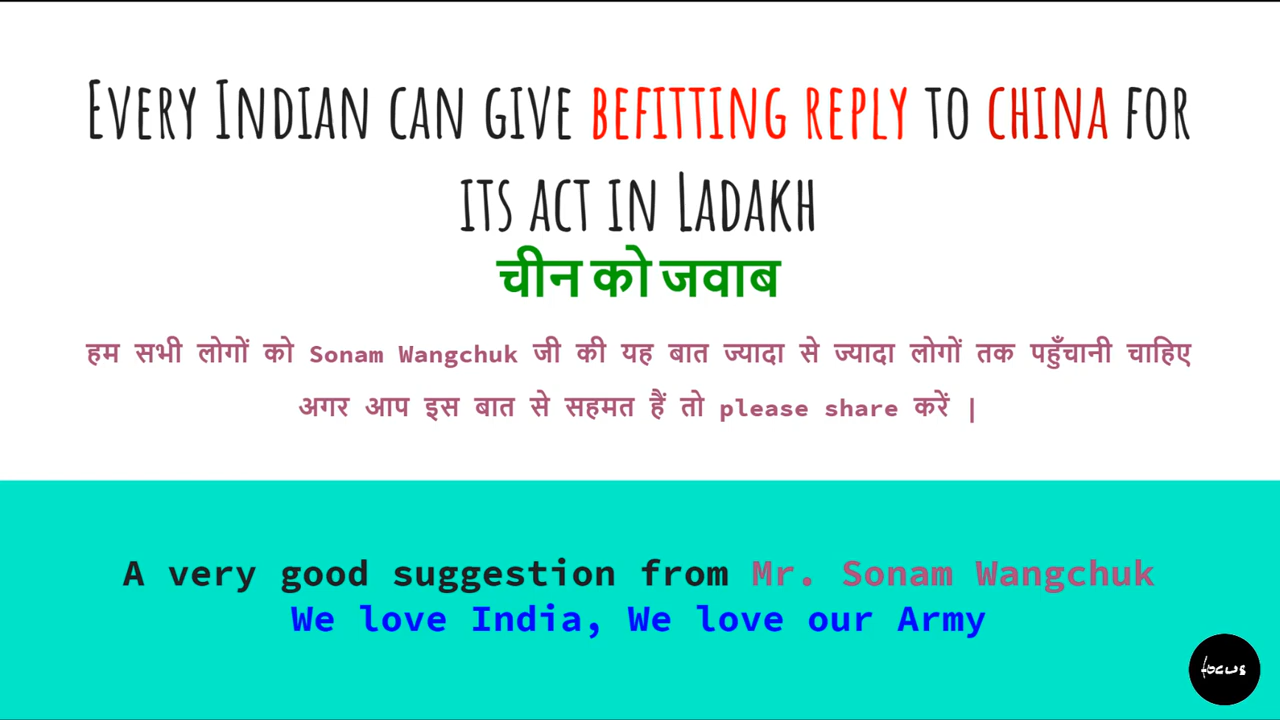 Every Indian can give befitting reply to china for
its act in Ladakh
चीन को जवाब
हम सभी लोगों को Sonam Wangchuk जी की यह बात ज्यादा से ज्यादा लोगों तक पहुँचानी चाहिए
अगर आप इस बात से सहमत हैं तो please share करें |
A very good suggestion from Mr. Sonam Wangchuk
We love India, We love our Army
focus